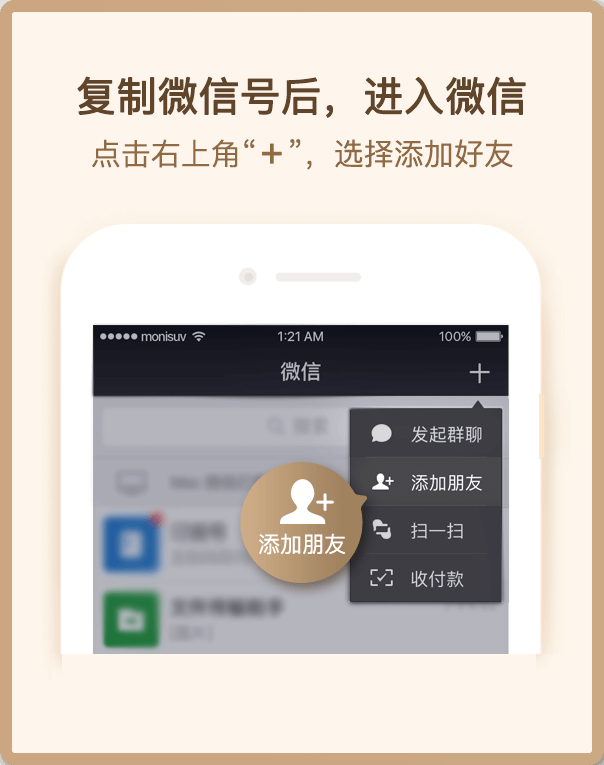 复制微信号后，进入微信
点击右上角“＋”，选择添加好友
monisuv
1:21 AM
100%
微信
发起群聊
添加朋友
扫一扫
收付款
添加朋友